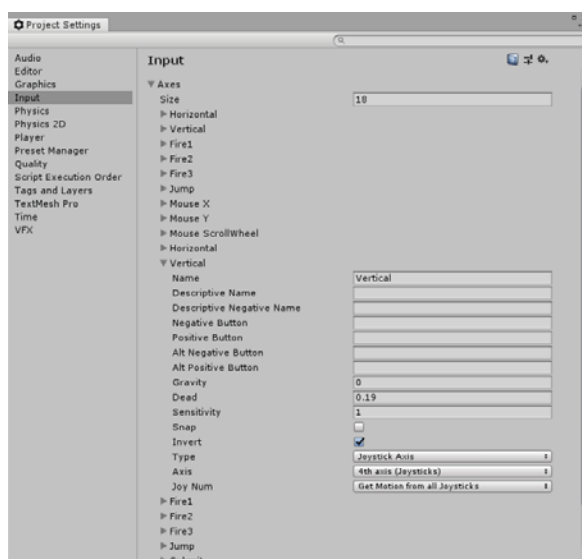 Project Settings
Audio
Editor
Graphics
Input
Physics
Physics 2D
Player
Preset Manager
Quality
Script Execution Order
Tags and Layers
TextMesh Pro
Time
VFX
Input
Axes
Size 18
Horizontal
Vertical
Fire1
Fire2
Fire3
Jump
Mouse X
Mouse Y
Mouse ScrollWheel
Horizontal
Vertical
Name Vertical
Descriptive Name
Descriptive Negative Name
Negative Button
Positive Button
Alt Negative Button
Alt Positive Button
Gravity 0
Dead 0.19
Sensitivity 1
Snap
Invert
Type Joystick Axis
Axis 4th axis (Joysticks)
Joy Num Get Motion from all Joysticks
Fire1
Fire2
Fire3
Jump